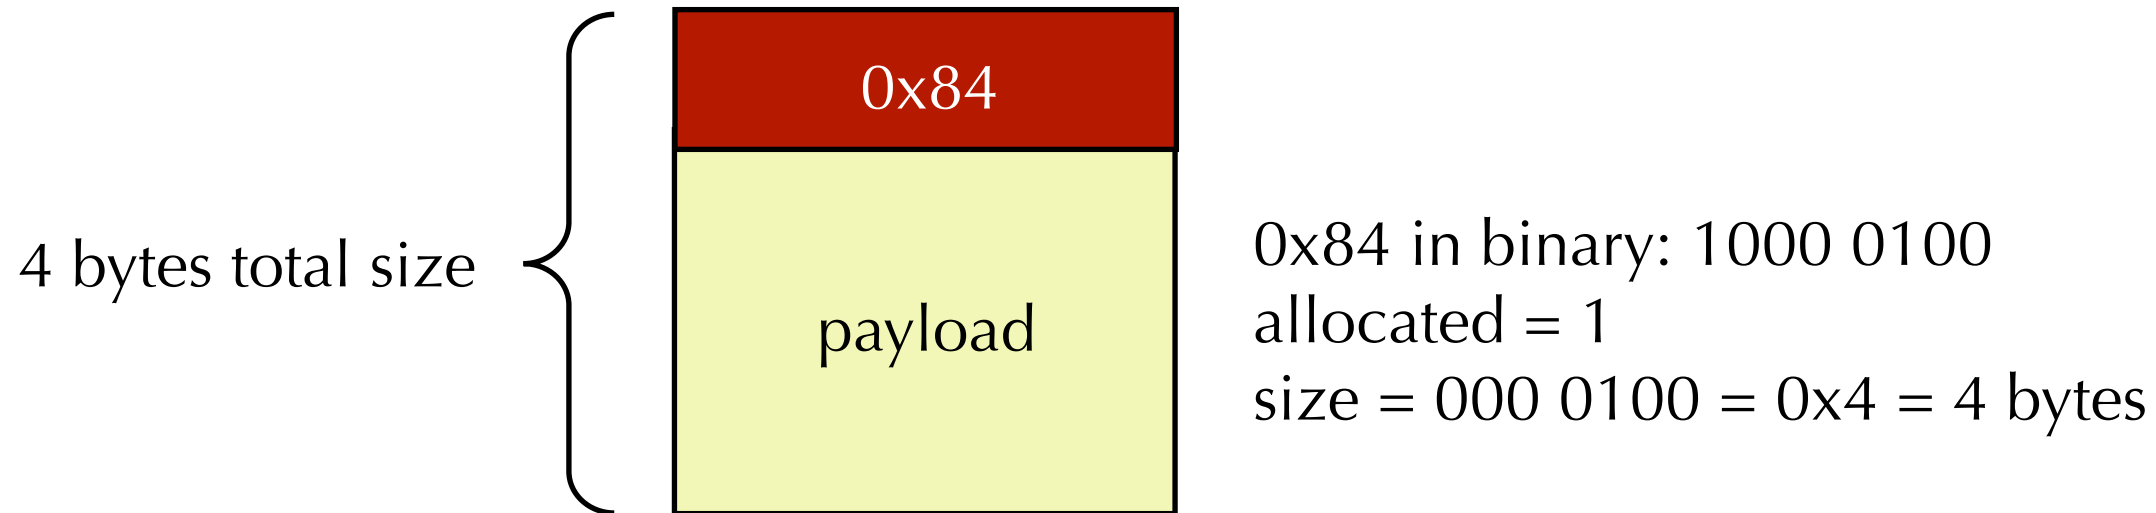 0x84
4 bytes total size
payload
0x84 in binary: 1000 0100
allocated = 1
size = 000 0100 = 0x4 = 4 bytes